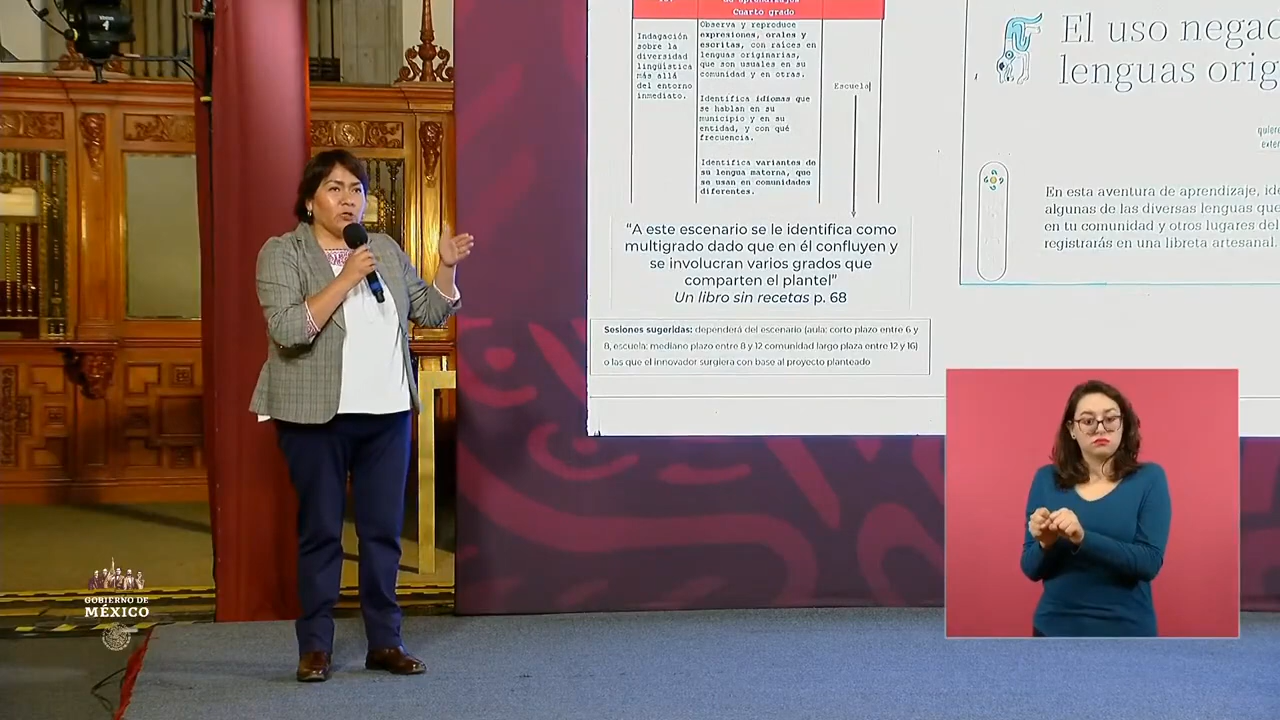 de aprendizajes
Cuarto grado
Indagación
sobre la
diversidad
lingüística
más allá
del entorno
inmediato.
Observa y reproduce
expresiones, orales y
escritas, con raíces en
lenguas originarias,
que son usuales en su
comunidad y en otras.
Identifica idiomas que
se hablan en su
municipio y en su
entidad, y con qué
frecuencia.
Identifica variantes de
su lengua materna, que
se usan en comunidades
diferentes.
Escuela
"A este escenario se le identifica como
multigrado dado que en él confluyen y
se involucran varios grados que
comparten el plantel"
Un libro sin recetas p. 68
Sesiones sugeridas: dependerá del escenario (aula: corto plazo entre 6 y
8, escuela: mediano plazo entre 8 y 12 comunidad largo plaza entre 12 y 16)
o las que el innovador surgiera con base al proyecto planteado
El uso negad
lenguas orig
quier
exter
En esta aventura de aprendizaje, ide
algunas de las diversas lenguas que
en tu comunidad y otros lugares del
registrarás en una libreta artesanal
GOBIERNO DE
MÉXICO